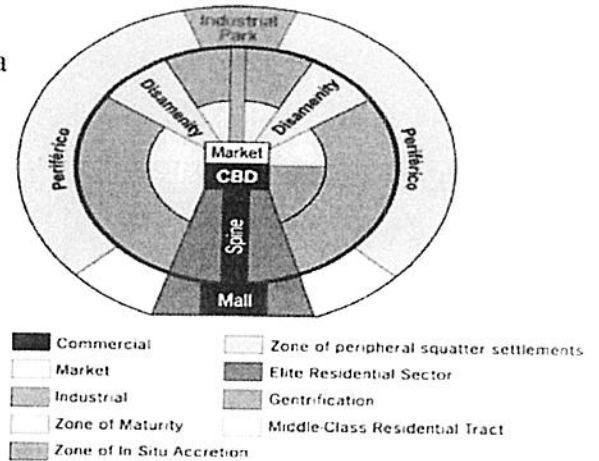 a
Industrial
Park
Disamenity
Disamenity
Periférico
Periférico
Market
CBD
Spine
Mall
Commercial
Market
Industrial
Zone of Maturity
Zone of In Situ Accretion
Zone of peripheral squatter settlements
Elite Residential Sector
Gentrification
Middle-Class Residential Tract